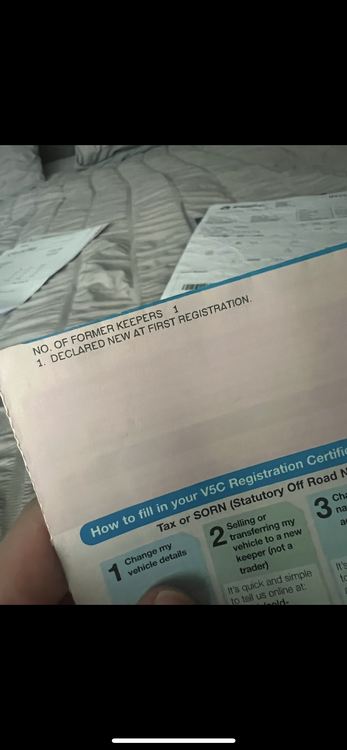 NO. OF FORMER KEEPERS 1
1. DECLARED NEW AT FIRST REGISTRATION.
How to fill in your V5C Registration
Tax or SORN (Statutory Off Road
1 Change my
vehicle details
2 Selling or
transferring my
vehicle to a new
keeper (not a
trader)
It's quick and simple
to tell us online at:
3